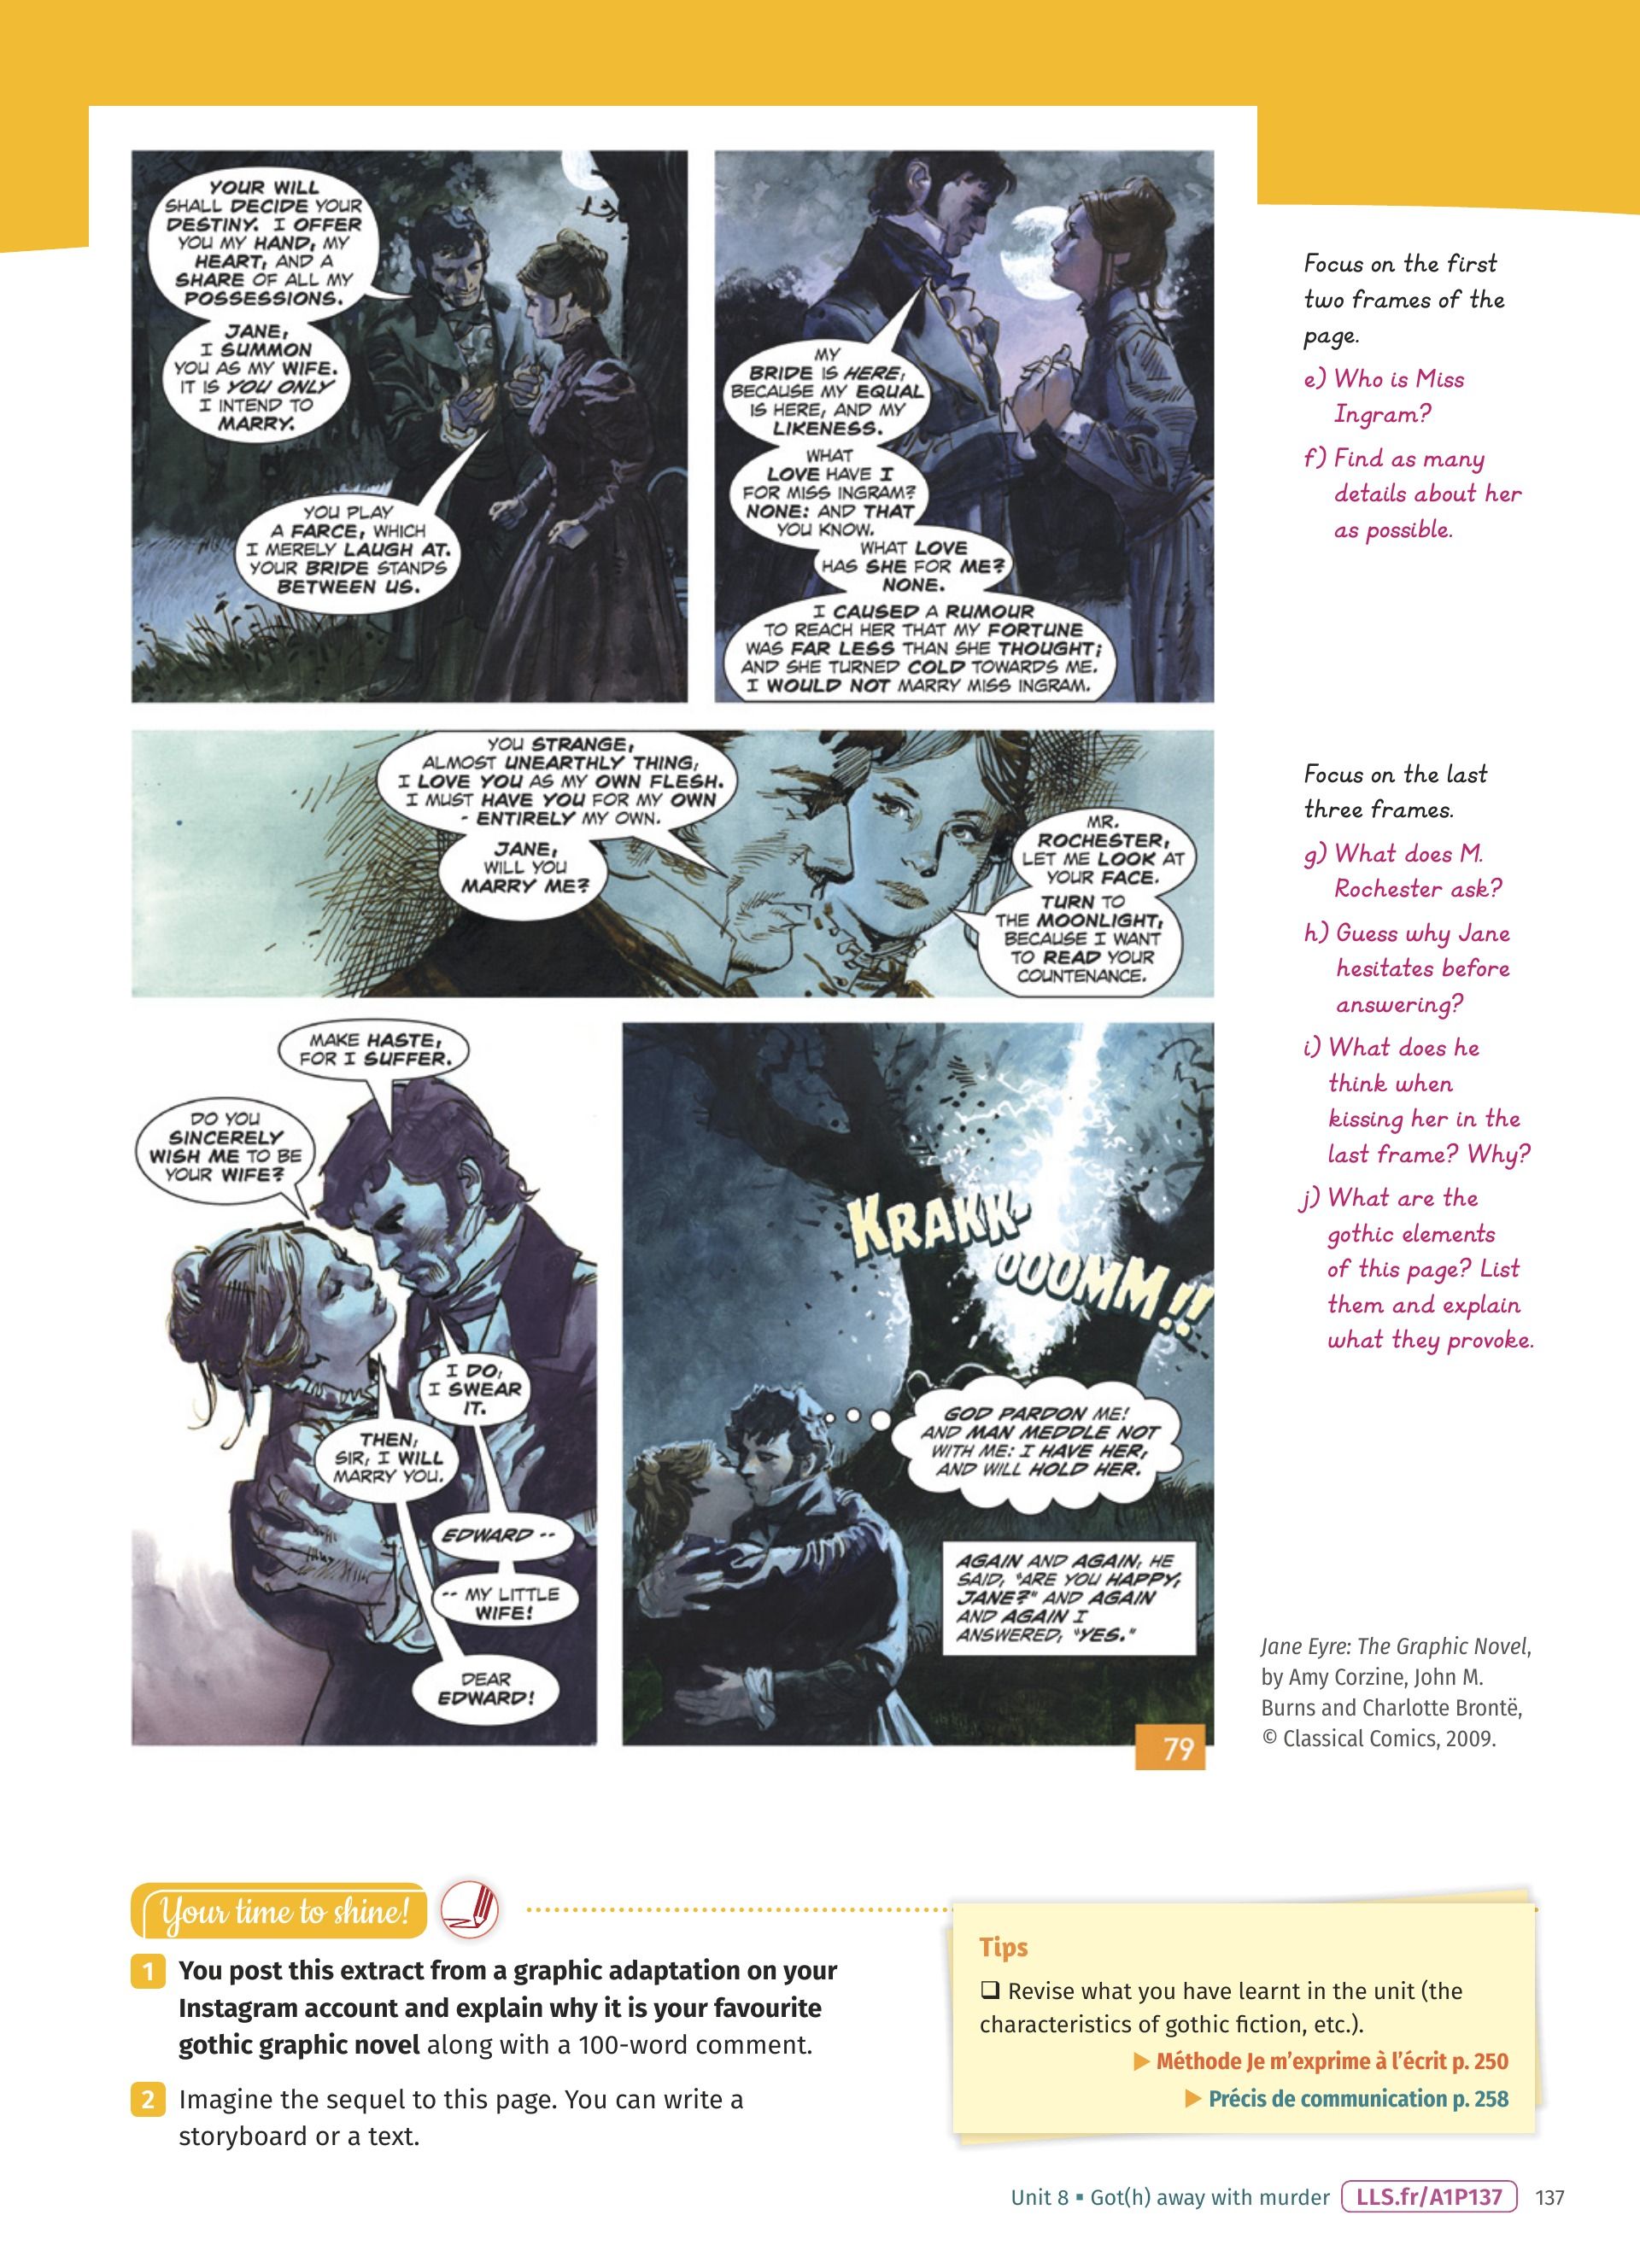 YOUR WILL
SHALL DECIDE YOUR
DESTINY. I OFFER
YOU MY HAND, MY
HEART, AND A
SHARE OF ALL MY
POSSESSIONS.
JANE,
I SUMMON
YOU AS MY WIFE.
IT IS YOU ONLY
I INTEND TO
MARRY.
YOU PLAY
A FARCE, WHICH
I MERELY LAUGH AT.
YOUR BRIDE STANDS
BETWEEN US.
MY
BRIDE IS HERE,
BECAUSE MY EQUAL
IS HERE, AND MY
LIKENESS.
WHAT
LOVE HAVE I
FOR MISS INGRAM?
NONE: AND THAT
YOU KNOW.
WHAT LOVE
HAS SHE FOR ME?
NONE.
I CAUSED A RUMOUR
TO REACH HER THAT MY FORTUNE
WAS FAR LESS THAN SHE THOUGHT;
AND SHE TURNED COLD TOWARDS ME.
I WOULD NOT MARRY MISS INGRAM.
Focus on the first
two frames of the
page.
e) Who is Miss
Ingram?
f) Find as many
details about her
as possible.
YOU STRANGE,
ALMOST UNEARTHLY THING,
I LOVE YOU AS MY OWN FLESH.
I MUST HAVE YOU FOR MY OWN
- ENTIRELY MY OWN.
JANE,
WILL YOU
MARRY ME?
MR.
ROCHESTER,
LET ME LOOK AT
YOUR FACE.
TURN TO
THE MOONLIGHT,
BECAUSE I WANT
TO READ YOUR
COUNTENANCE.
MAKE HASTE,
FOR I SUFFER.
DO YOU
SINCERELY
WISH ME TO BE
YOUR WIFE?
I DO,
I SWEAR
IT.
THEN,
SIR, I WILL
MARRY YOU.
EDWARD --
-- MY LITTLE
WIFE!
DEAR
EDWARD!
KRAKK-
OOOMM!!
GOD PARDON ME!
AND MAN MEDDLE NOT
WITH ME: I HAVE HER,
AND WILL HOLD HER.
AGAIN AND AGAIN, HE
SAID, "ARE YOU HAPPY,
JANE?" AND AGAIN
AND AGAIN I
ANSWERED, "YES."
79
Focus on the last
three frames.
g) What does M.
Rochester ask?
h) Guess why Jane
hesitates before
answering?
i) What does he
think when
kissing her in the
last frame? Why?
j) What are the
gothic elements
of this page? List
them and explain
what they provoke.
Jane Eyre: The Graphic Novel,
by Amy Corzine, John M.
Burns and Charlotte Brontë,
© Classical Comics, 2009.
Your time to shine!
1 You post this extract from a graphic adaptation on your
Instagram account and explain why it is your favourite
gothic graphic novel along with a 100-word comment.
2 Imagine the sequel to this page. You can write a
storyboard or a text.
Tips
❑ Revise what you have learnt in the unit (the
characteristics of gothic fiction, etc.).
▶ Méthode Je m'exprime à l'écrit p. 250
▶ Précis de communication p. 258
Unit 8 ▪ Got(h) away with murder LLS.fr/A1P137 137